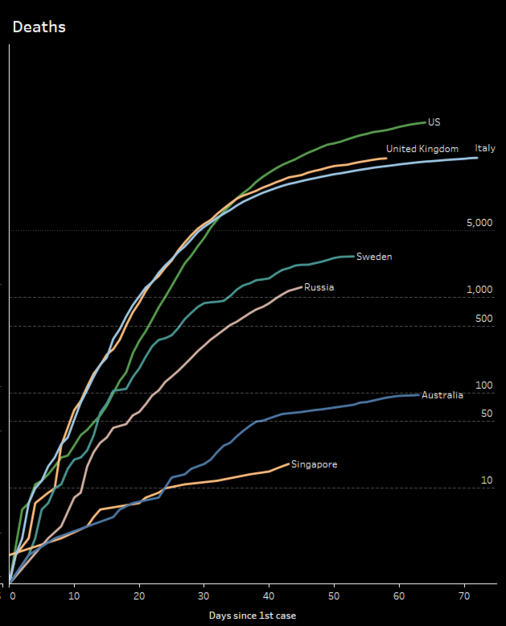 Deaths
US
United Kingdom
Italy
5,000
Sweden
Russia
1,000
500
100
Australia
50
Singapore
10
0
10
20
30
40
50
60
70
Days since 1st case